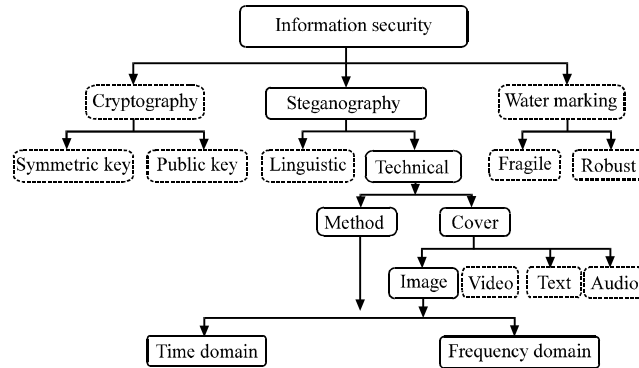 Information security
Cryptography
Steganography
Water marking
Symmetric key
Public key
Linguistic
Technical
Fragile
Robust
Method
Cover
Image
Video
Text
Audio
Time domain
Frequency domain